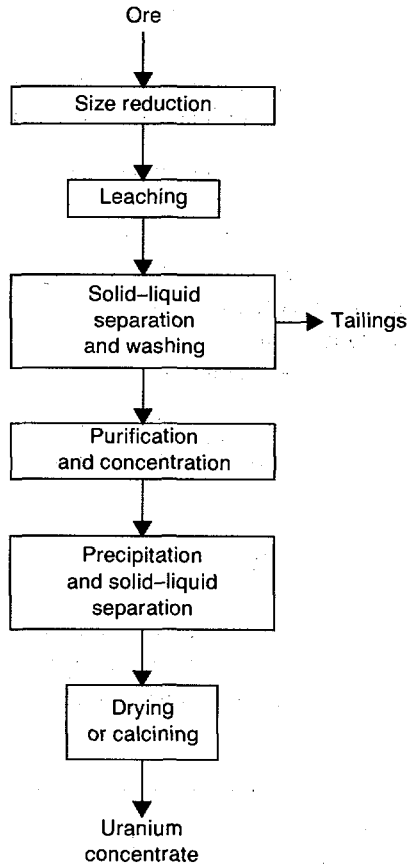 Ore
Size reduction
Leaching
Solid–liquid
separation
and washing
Tailings
Purification
and concentration
Precipitation
and solid–liquid
separation
Drying
or calcining
Uranium
concentrate